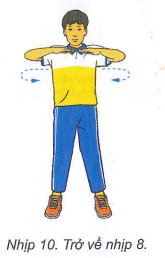 Nhịp 10. Trở về nhịp 8.